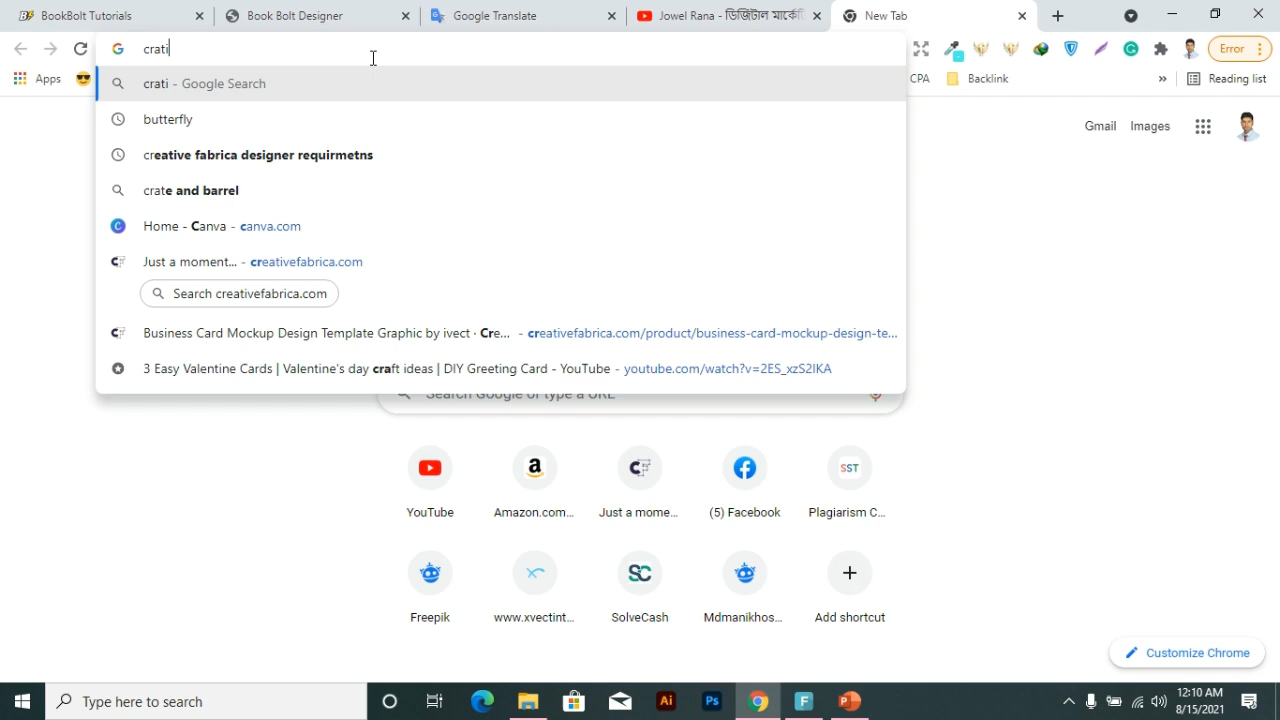 BookBolt Tutorials
Book Bolt Designer
Google Translate
Jowel Rana - ডিজিটাল মার্কেটি
New Tab
crati
Error
Apps
CPA
Backlink
»
Reading list
crati - Google Search
butterfly
creative fabrica designer requirmetns
crate and barrel
Home - Canva - canva.com
Just a moment... - creativefabrica.com
Search creativefabrica.com
Business Card Mockup Design Template Graphic by ivect · Cre... - creativefabrica.com/product/business-card-mockup-design-te...
3 Easy Valentine Cards | Valentine's day craft ideas | DIY Greeting Card - YouTube - youtube.com/watch?v=2ES_xzS2IKA
Gmail
Images
Search Google or type a URL
YouTube
Amazon.com...
Just a mome...
(5) Facebook
Plagiarism C...
Freepik
www.xvectint...
SolveCash
Mdmanikhos...
Add shortcut
Customize Chrome
Type here to search
12:10 AM
8/15/2021